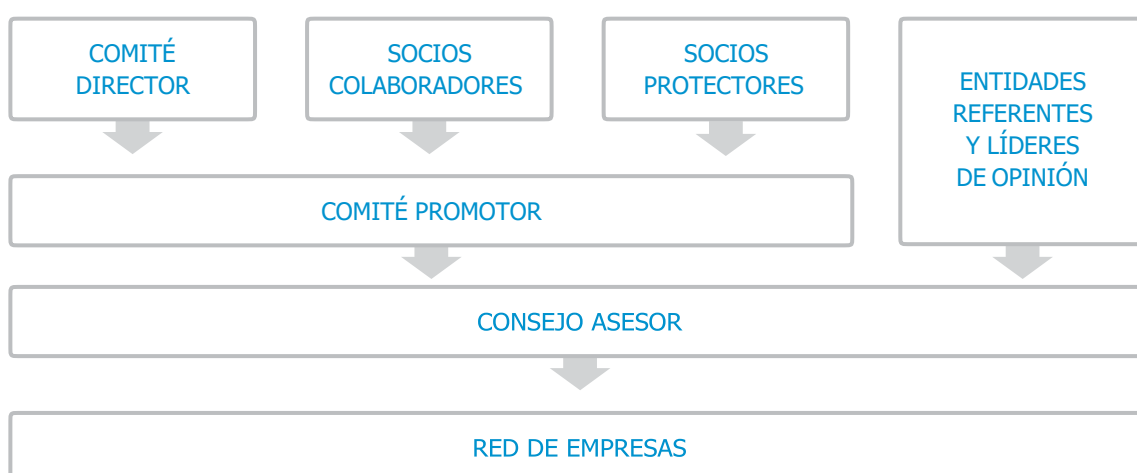 COMITÉ
DIRECTOR
SOCIOS
COLABORADORES
SOCIOS
PROTECTORES
ENTIDADES
REFERENTES
Y LÍDERES
DE OPINIÓN
COMITÉ PROMOTOR
CONSEJO ASESOR
RED DE EMPRESAS